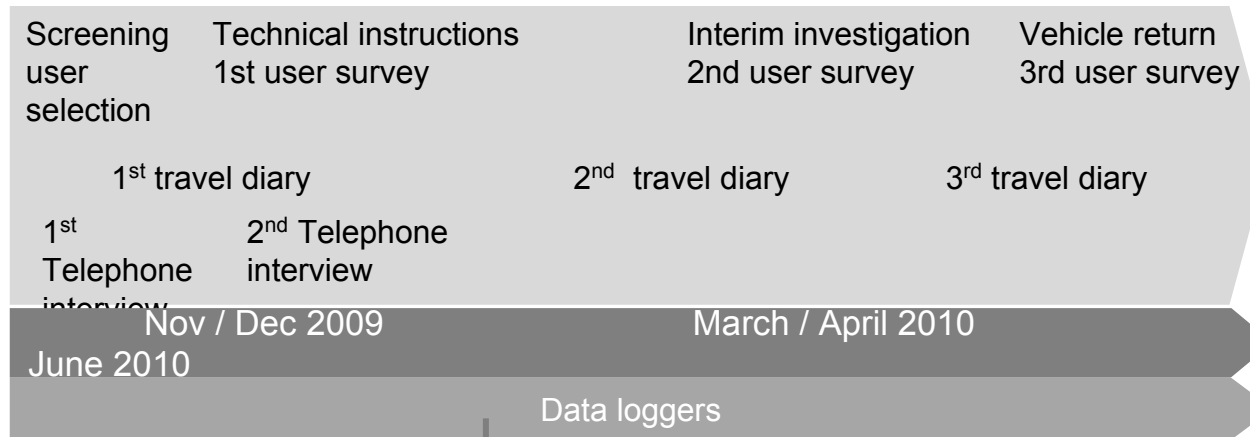 Screening user selection
Technical instructions
1st user survey
Interim investigation
2nd user survey
Vehicle return
3rd user survey
1st travel diary
2nd travel diary
3rd travel diary
1st Telephone interview
2nd Telephone interview
Nov / Dec 2009 March / April 2010
June 2010
Data loggers